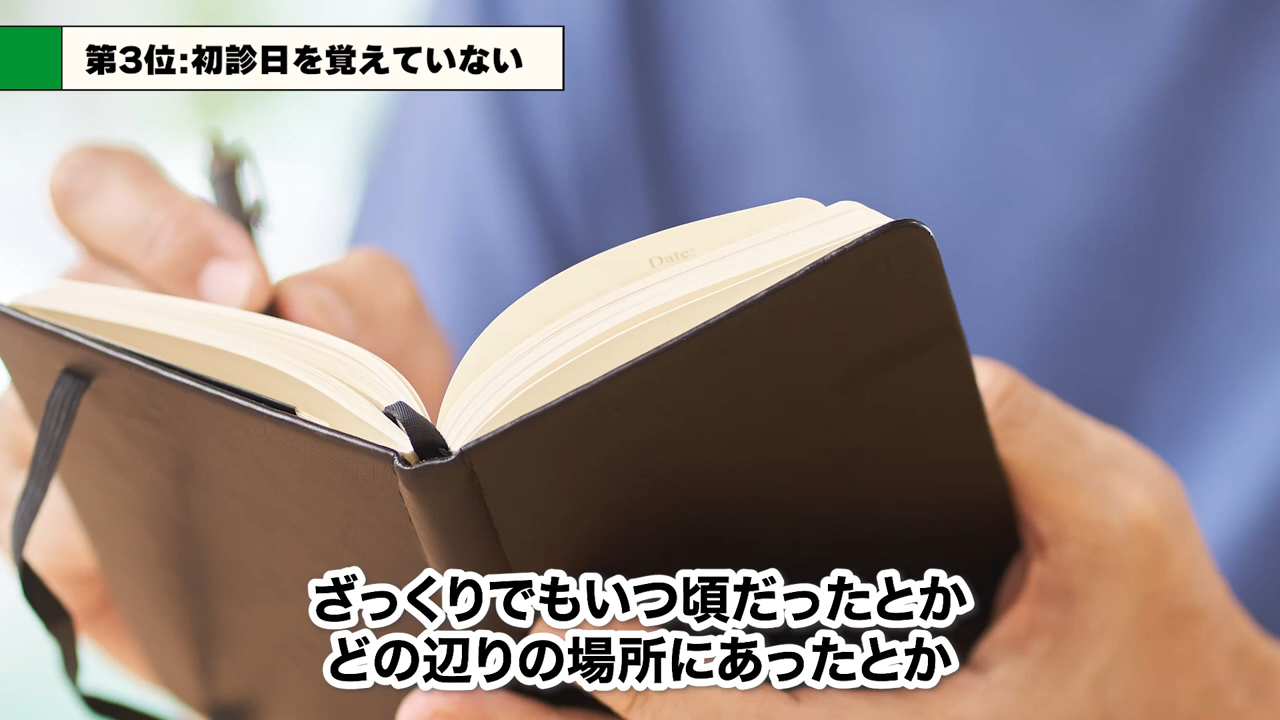 第3位:初診日を覚えていない
Date:
ざっくりでもいつ頃だったとか
どの辺りの場所にあったとか